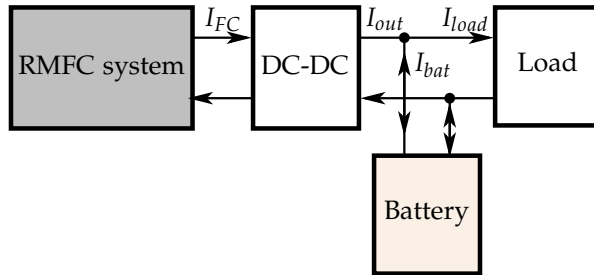 I_FC
I_out
I_load
RMFC system
DC-DC
I_bat
Load
Battery